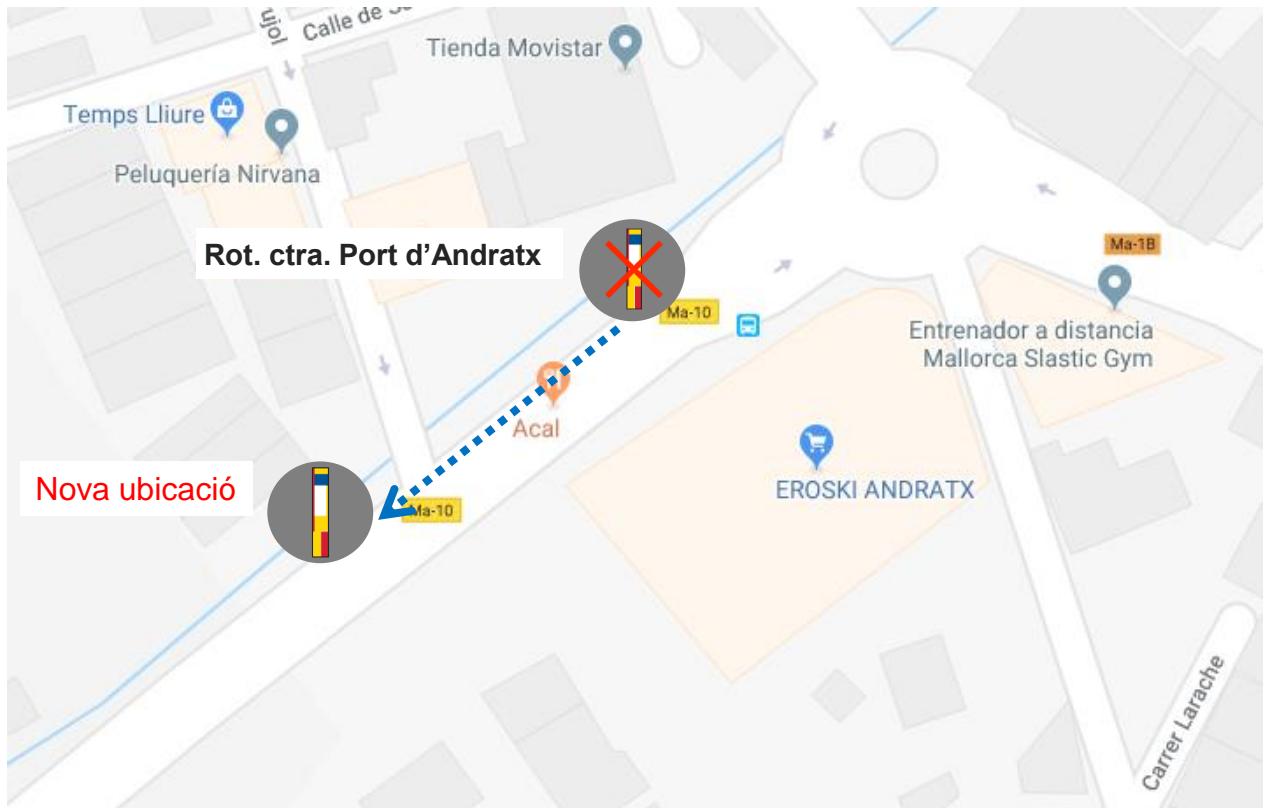 ujol
Calle de
Tienda Movistar
Temps Lliure
Peluquería Nirvana
Rot. ctra. Port d’Andratx
Ma-1B
Ma-10
Entrenador a distancia
Mallorca Slastic Gym
Acal
Nova ubicació
EROSKI ANDRATX
Ma-10
Carrer Larache